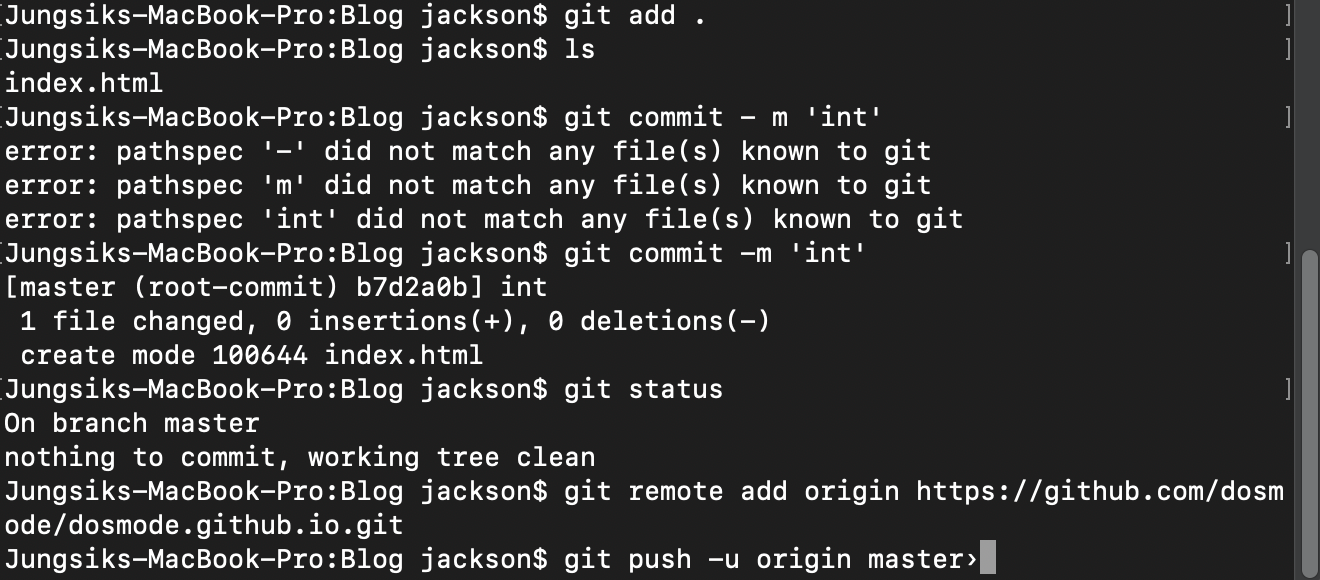 [Jungsiks-MacBook-Pro:Blog jackson$ git add . ]
[Jungsiks-MacBook-Pro:Blog jackson$ ls ]
index.html
[Jungsiks-MacBook-Pro:Blog jackson$ git commit - m 'int' ]
error: pathspec '-' did not match any file(s) known to git
error: pathspec 'm' did not match any file(s) known to git
error: pathspec 'int' did not match any file(s) known to git
[Jungsiks-MacBook-Pro:Blog jackson$ git commit -m 'int' ]
[master (root-commit) b7d2a0b] int
 1 file changed, 0 insertions(+), 0 deletions(-)
 create mode 100644 index.html
[Jungsiks-MacBook-Pro:Blog jackson$ git status ]
On branch master
nothing to commit, working tree clean
Jungsiks-MacBook-Pro:Blog jackson$ git remote add origin https://github.com/dosm
ode/dosmode.github.io.git
Jungsiks-MacBook-Pro:Blog jackson$ git push -u origin master›